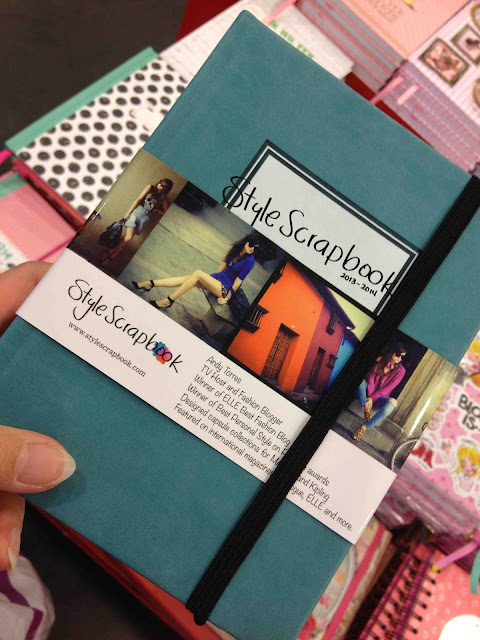 Style Scrapbook
2013-2014
Style Scrapbook
www.stylescrapbook.com
Andy Torres
TV Host and Fashion Blogger
Winner of ELLE Best Fashion Blog
Winner of Best Personal Style on awards
Designed capsule collections for and Kipling
Featured on international magazines ELLE and more.